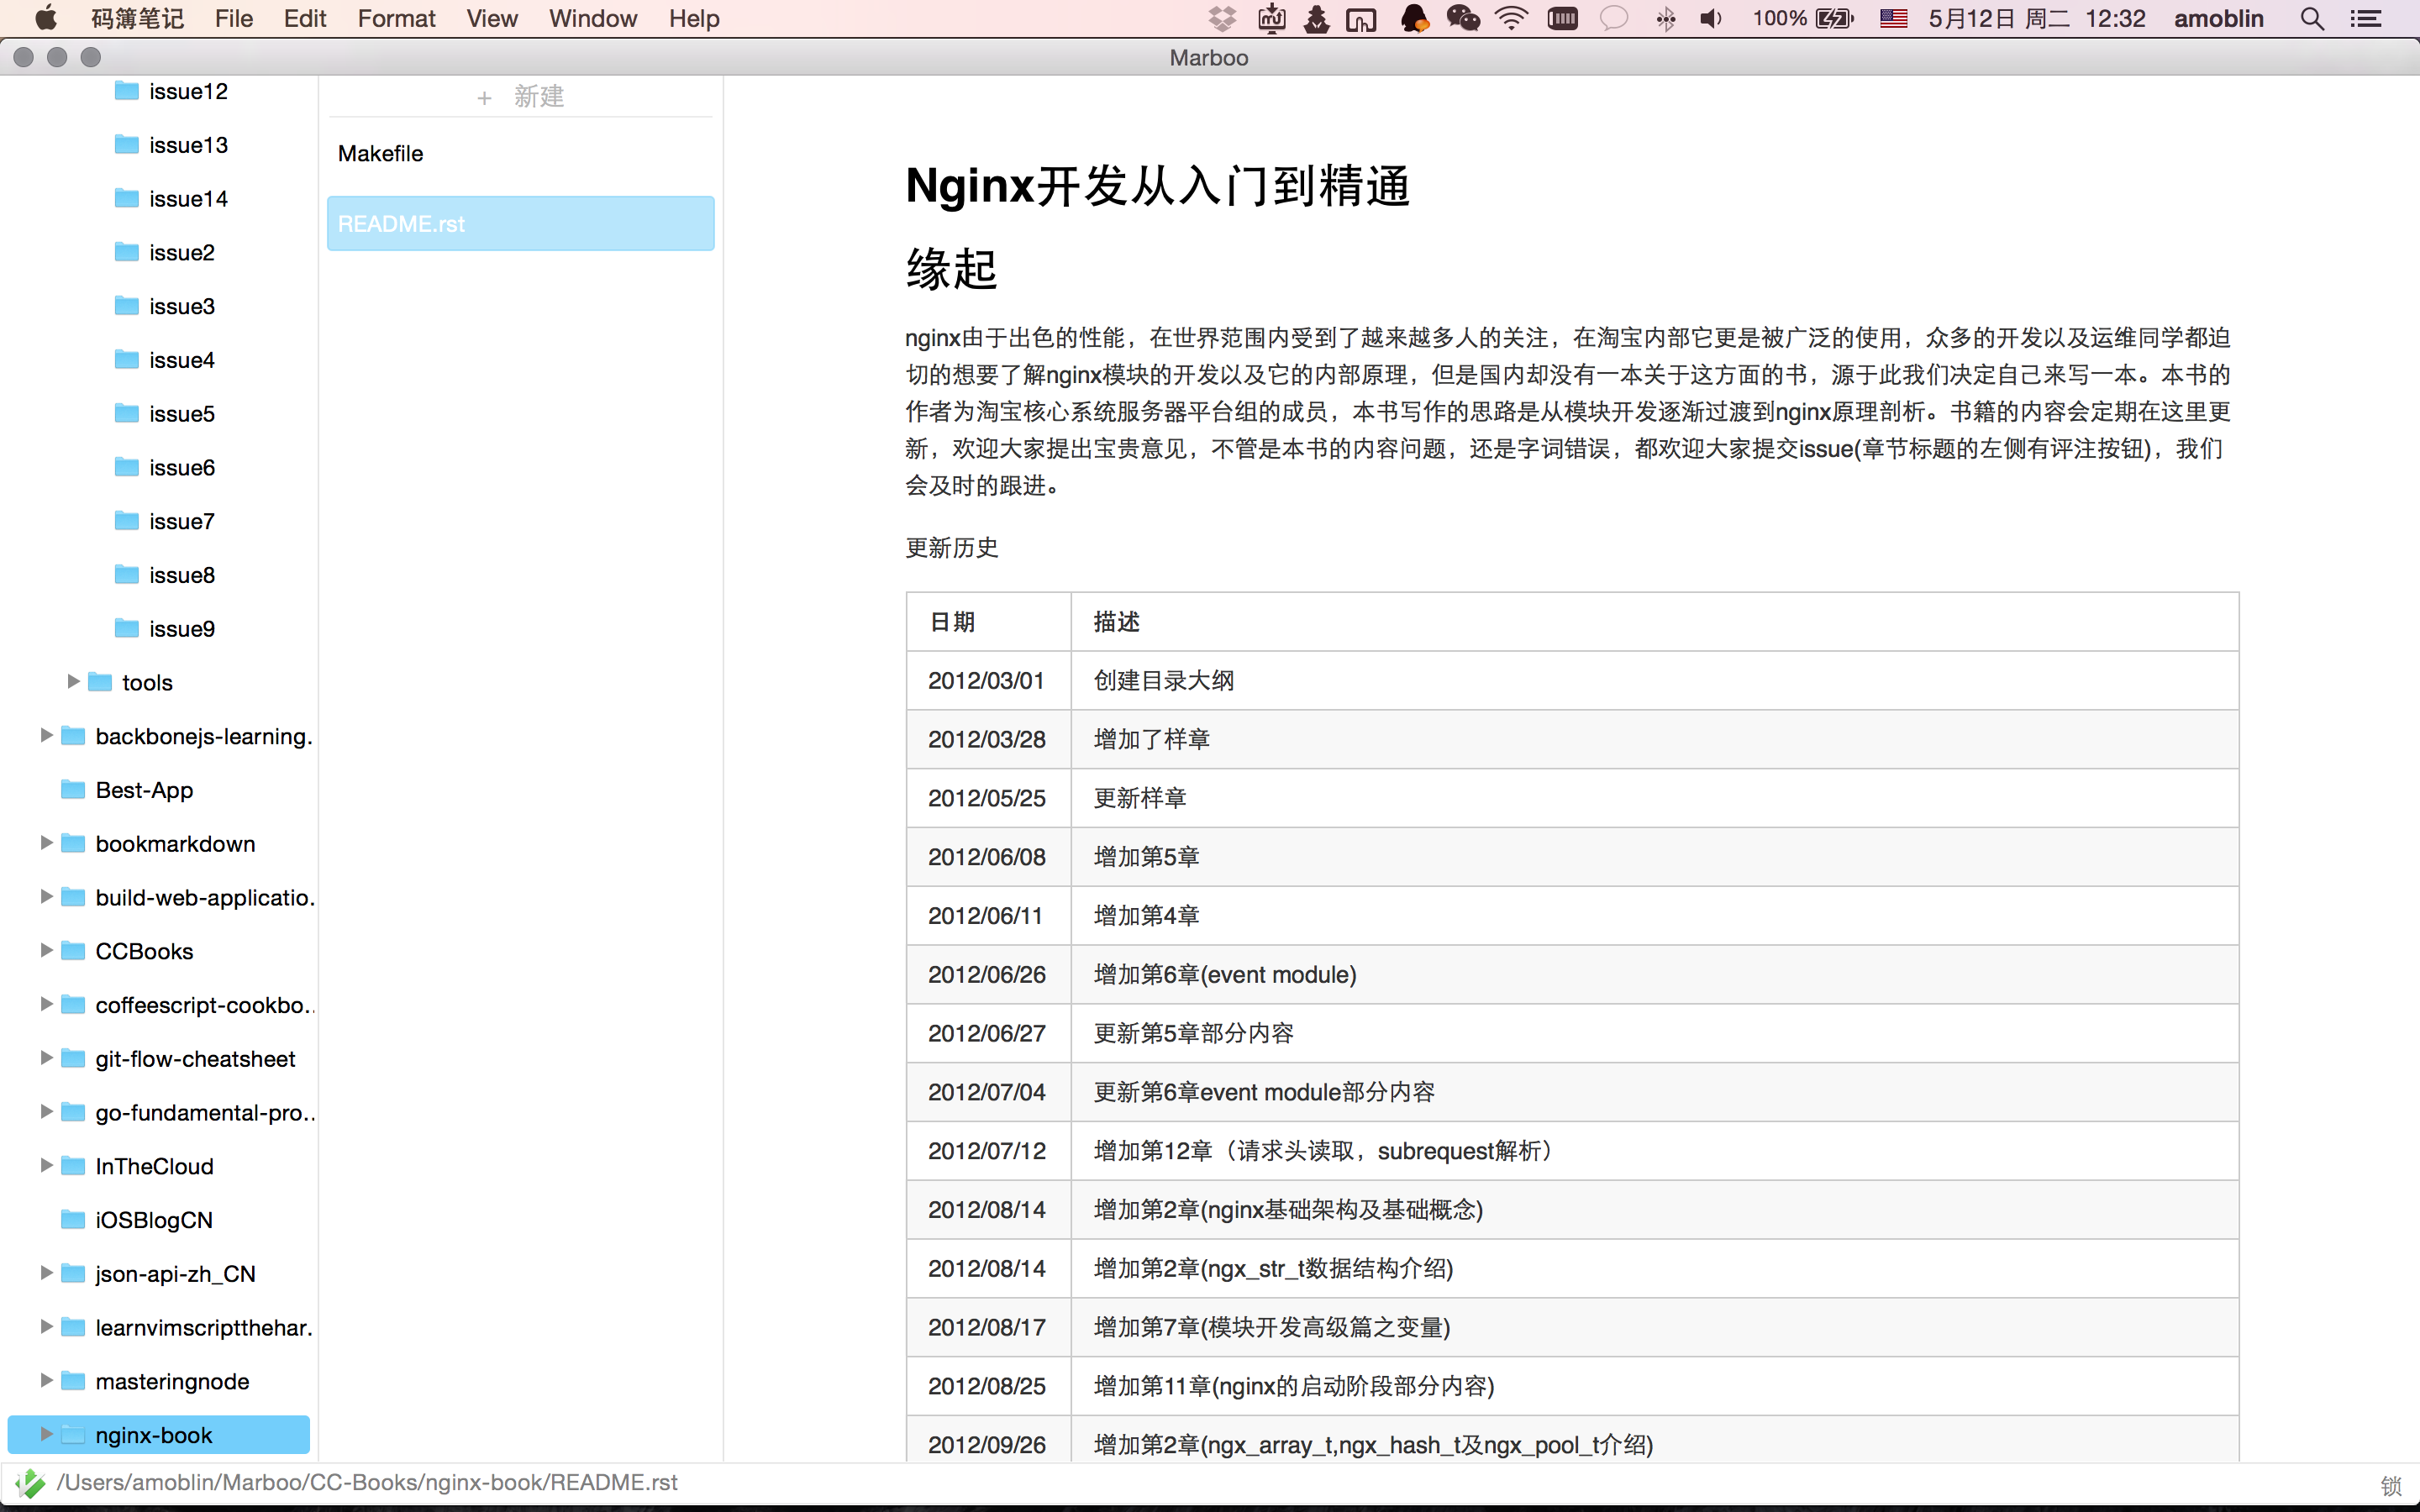 码簿笔记 File Edit Format View Window Help 100% 5月12日 周二 12:32 amoblin
Marboo
issue12
issue13
issue14
issue2
issue3
issue4
issue5
issue6
issue7
issue8
issue9
tools
backbonejs-learning.
Best-App
bookmarkdown
build-web-applicatio.
CCBooks
coffeescript-cookbo..
git-flow-cheatsheet
go-fundamental-pro..
InTheCloud
iOSBlogCN
json-api-zh_CN
learnvimscriptthehar.
masteringnode
nginx-book
+ 新建
Makefile
README.rst
Nginx开发从入门到精通
缘起
nginx由于出色的性能，在世界范围内受到了越来越多人的关注，在淘宝内部它更是被广泛的使用，众多的开发以及运维同学都迫
切的想要了解nginx模块的开发以及它的内部原理，但是国内却没有一本关于这方面的书，源于此我们决定自己来写一本。本书的
作者为淘宝核心系统服务器平台组的成员，本书写作的思路是从模块开发逐渐过渡到nginx原理剖析。书籍的内容会定期在这里更
新，欢迎大家提出宝贵意见，不管是本书的内容问题，还是字词错误，都欢迎大家提交issue(章节标题的左侧有评注按钮)，我们
会及时的跟进。
更新历史
日期 描述
2012/03/01 创建目录大纲
2012/03/28 增加了样章
2012/05/25 更新样章
2012/06/08 增加第5章
2012/06/11 增加第4章
2012/06/26 增加第6章(event module)
2012/06/27 更新第5章部分内容
2012/07/04 更新第6章event module部分内容
2012/07/12 增加第12章（请求头读取，subrequest解析）
2012/08/14 增加第2章(nginx基础架构及基础概念)
2012/08/14 增加第2章(ngx_str_t数据结构介绍)
2012/08/17 增加第7章(模块开发高级篇之变量)
2012/08/25 增加第11章(nginx的启动阶段部分内容)
2012/09/26 增加第2章(ngx_array_t,ngx_hash_t及ngx_pool_t介绍)
/Users/amoblin/Marboo/CC-Books/nginx-book/README.rst 锁